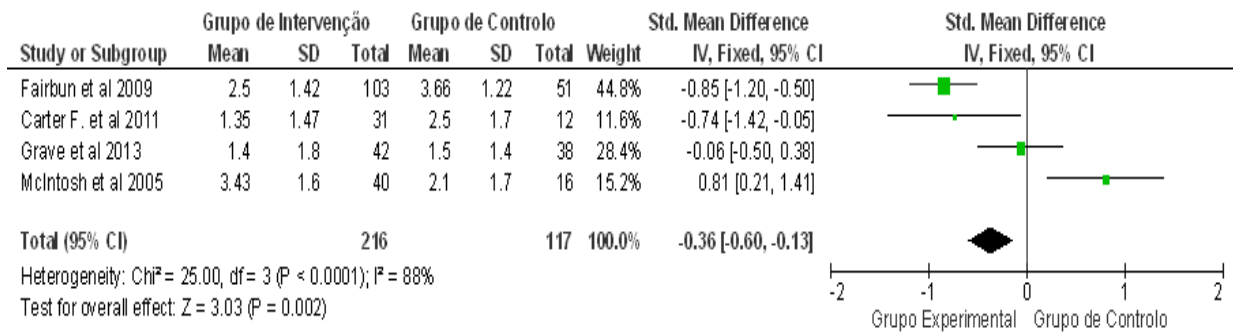 Grupo de Intervenção Grupo de Controlo Std. Mean Difference Std. Mean Difference
Study or Subgroup Mean SD Total Mean SD Total Weight IV, Fixed, 95% CI IV, Fixed, 95% CI
Fairbun et al 2009 2.5 1.42 103 3.66 1.22 51 44.8% -0.85 [-1.20, -0.50]
Carter F. et al 2011 1.35 1.47 31 2.5 1.7 12 11.6% -0.74 [-1.42, -0.05]
Grave et al 2013 1.4 1.8 42 1.5 1.4 38 28.4% -0.06 [-0.50, 0.38]
McIntosh et al 2005 3.43 1.6 40 2.1 1.7 16 15.2% 0.81 [0.21, 1.41]
Total (95% CI) 216 117 100.0% -0.36 [-0.60, -0.13]
Heterogeneity: Chi² = 25.00, df = 3 (P < 0.0001); I² = 88%
Test for overall effect: Z = 3.03 (P = 0.002)
-2 -1 0 1 2
Grupo Experimental Grupo de Controlo